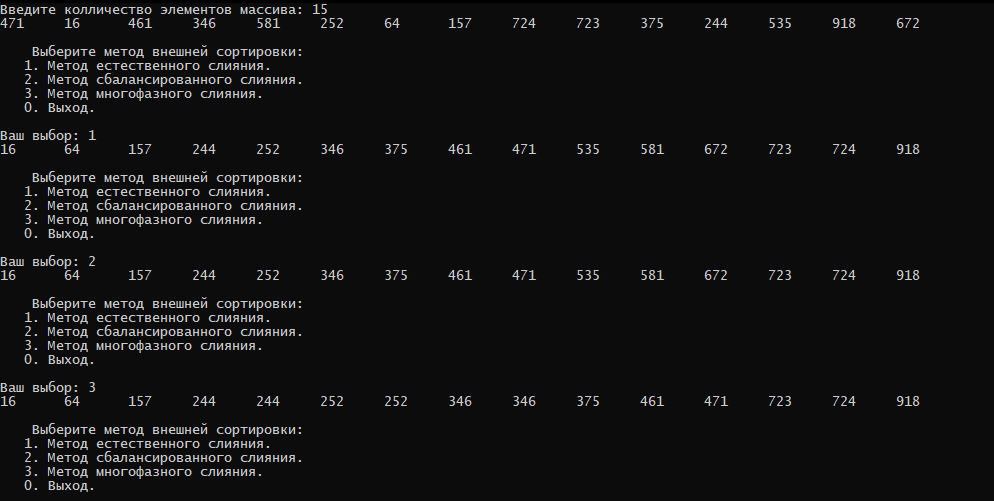 Введите колличество элементов массива: 15
471 16 461 346 581 252 64 157 724 723 375 244 535 918 672
Выберите метод внешней сортировки:
1. Метод естественного слияния.
2. Метод сбалансированного слияния.
3. Метод многофазного слияния.
0. Выход.
Ваш выбор: 1
16 64 157 244 252 346 375 461 471 535 581 672 723 724 918
Выберите метод внешней сортировки:
1. Метод естественного слияния.
2. Метод сбалансированного слияния.
3. Метод многофазного слияния.
0. Выход.
Ваш выбор: 2
16 64 157 244 252 346 375 461 471 535 581 672 723 724 918
Выберите метод внешней сортировки:
1. Метод естественного слияния.
2. Метод сбалансированного слияния.
3. Метод многофазного слияния.
0. Выход.
Ваш выбор: 3
16 64 157 244 244 252 252 346 346 375 461 471 723 724 918
Выберите метод внешней сортировки:
1. Метод естественного слияния.
2. Метод сбалансированного слияния.
3. Метод многофазного слияния.
0. Выход.